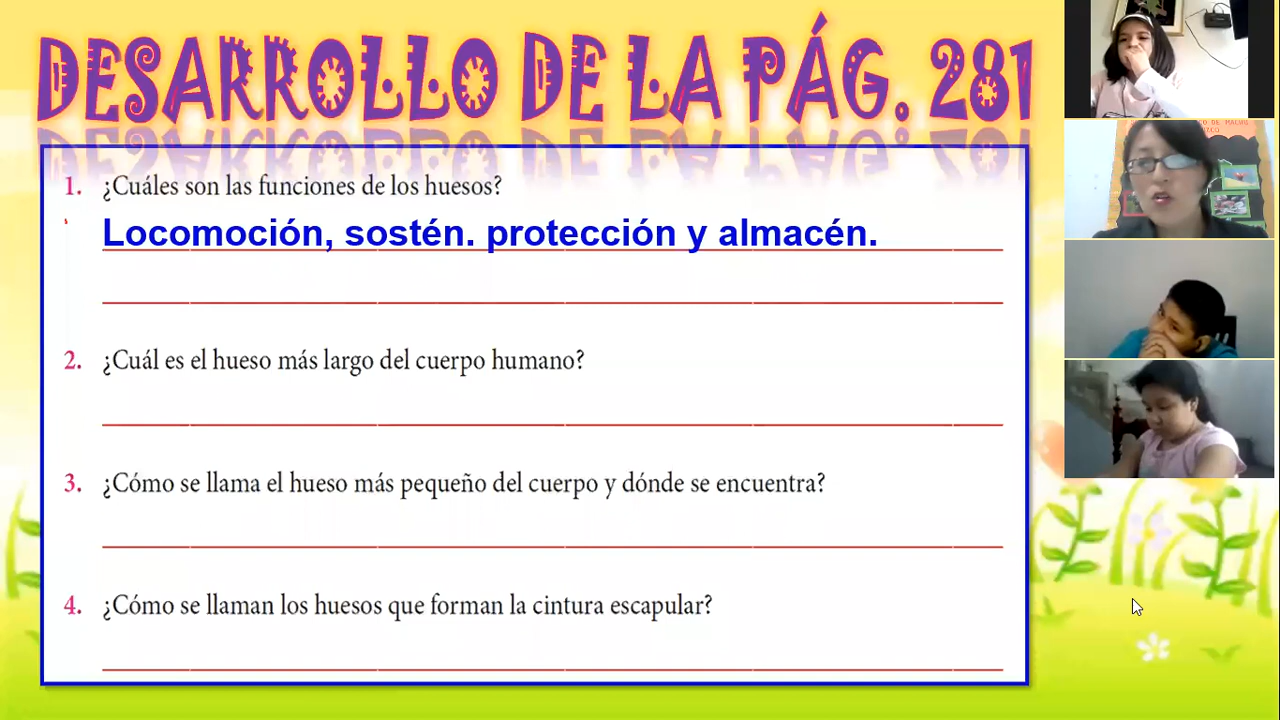 DESARROLLO DE LA PÁG. 281
1. ¿Cuáles son las funciones de los huesos?
Locomoción, sostén. protección y almacén.
2. ¿Cuál es el hueso más largo del cuerpo humano?
3. ¿Cómo se llama el hueso más pequeño del cuerpo y dónde se encuentra?
4. ¿Cómo se llaman los huesos que forman la cintura escapular?